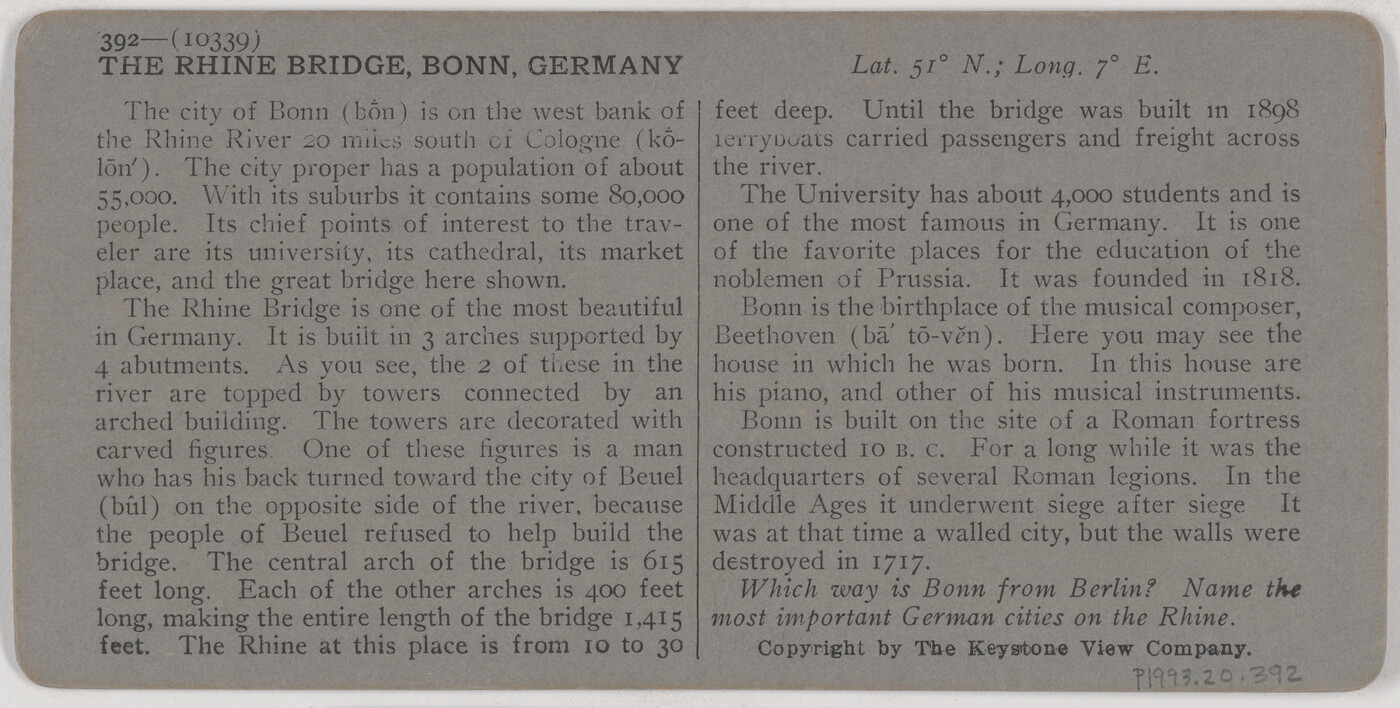 392—(10339)
THE RHINE BRIDGE, BONN, GERMANY
Lat. 51° N.; Long. 7° E.
The city of Bonn (bŏn) is on the west bank of
the Rhine River 20 miles south of Cologne (kō-
lōn′). The city proper has a population of about
55,000. With its suburbs it contains some 80,000
people. Its chief points of interest to the trav-
eler are its university, its cathedral, its market
place, and the great bridge here shown.
The Rhine Bridge is one of the most beautiful
in Germany. It is built in 3 arches supported by
4 abutments. As you see, the 2 of these in the
river are topped by towers connected by an
arched building. The towers are decorated with
carved figures. One of these figures is a man
who has his back turned toward the city of Beuel
(bûl) on the opposite side of the river, because
the people of Beuel refused to help build the
bridge. The central arch of the bridge is 615
feet long. Each of the other arches is 400 feet
long, making the entire length of the bridge 1,415
feet. The Rhine at this place is from 10 to 30
feet deep. Until the bridge was built in 1898
ferryboats carried passengers and freight across
the river.
The University has about 4,000 students and is
one of the most famous in Germany. It is one
of the favorite places for the education of the
noblemen of Prussia. It was founded in 1818.
Bonn is the birthplace of the musical composer,
Beethoven (bā′ tō-vĕn). Here you may see the
house in which he was born. In this house are
his piano, and other of his musical instruments.
Bonn is built on the site of a Roman fortress
constructed 10 B. C. For a long while it was the
headquarters of several Roman legions. In the
Middle Ages it underwent siege after siege It
was at that time a walled city, but the walls were
destroyed in 1717.
Which way is Bonn from Berlin? Name the
most important German cities on the Rhine.
Copyright by The Keystone View Company.
P1993.20.392